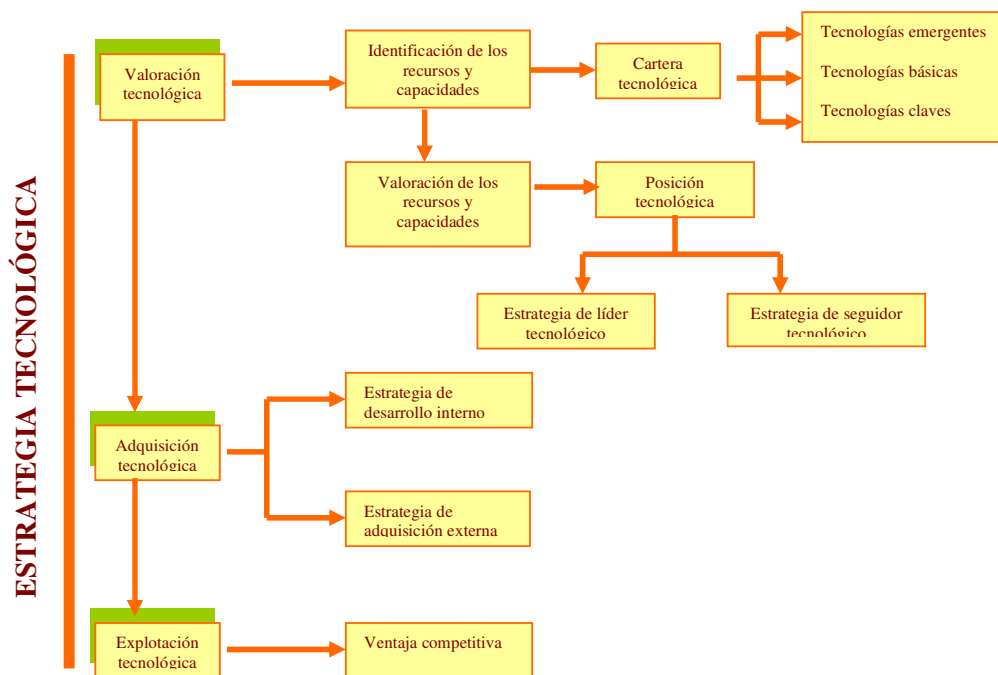 ESTRATEGIA TECNOLÓGICA
Valoración
tecnológica
Identificación de los
recursos y
capacidades
Cartera
tecnológica
Tecnologías emergentes
Tecnologías básicas
Tecnologías claves
Valoración de los
recursos y
capacidades
Posición
tecnológica
Estrategia de líder
tecnológico
Estrategia de seguidor
tecnológico
Adquisición
tecnológica
Estrategia de
desarrollo interno
Estrategia de
adquisición externa
Explotación
tecnológica
Ventaja competitiva